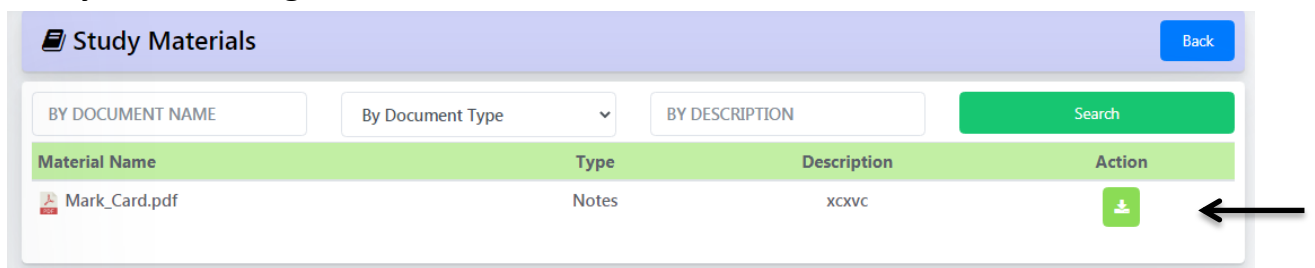 Study Materials Back
BY DOCUMENT NAME By Document Type BY DESCRIPTION Search
Material Name Type Description Action
Mark_Card.pdf Notes xcxvc
PDF